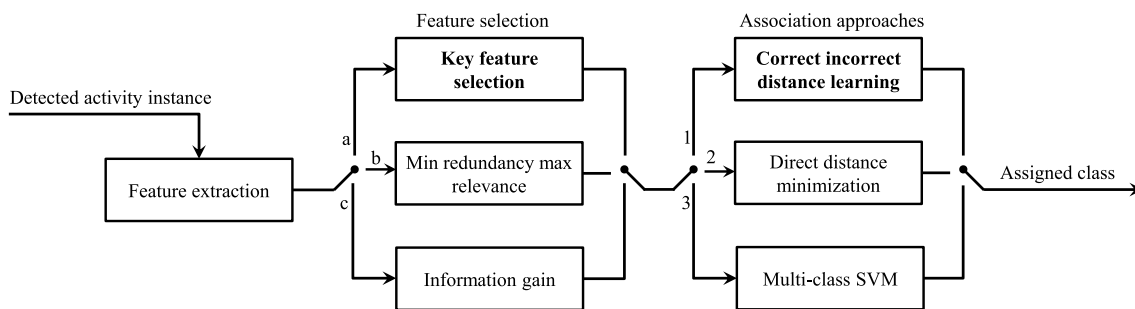 Feature selection
Association approaches
Key feature
selection
Correct incorrect
distance learning
Detected activity instance
a
1
b
Min redundancy max
relevance
2
Direct distance
minimization
Feature extraction
Assigned class
c
3
Information gain
Multi-class SVM